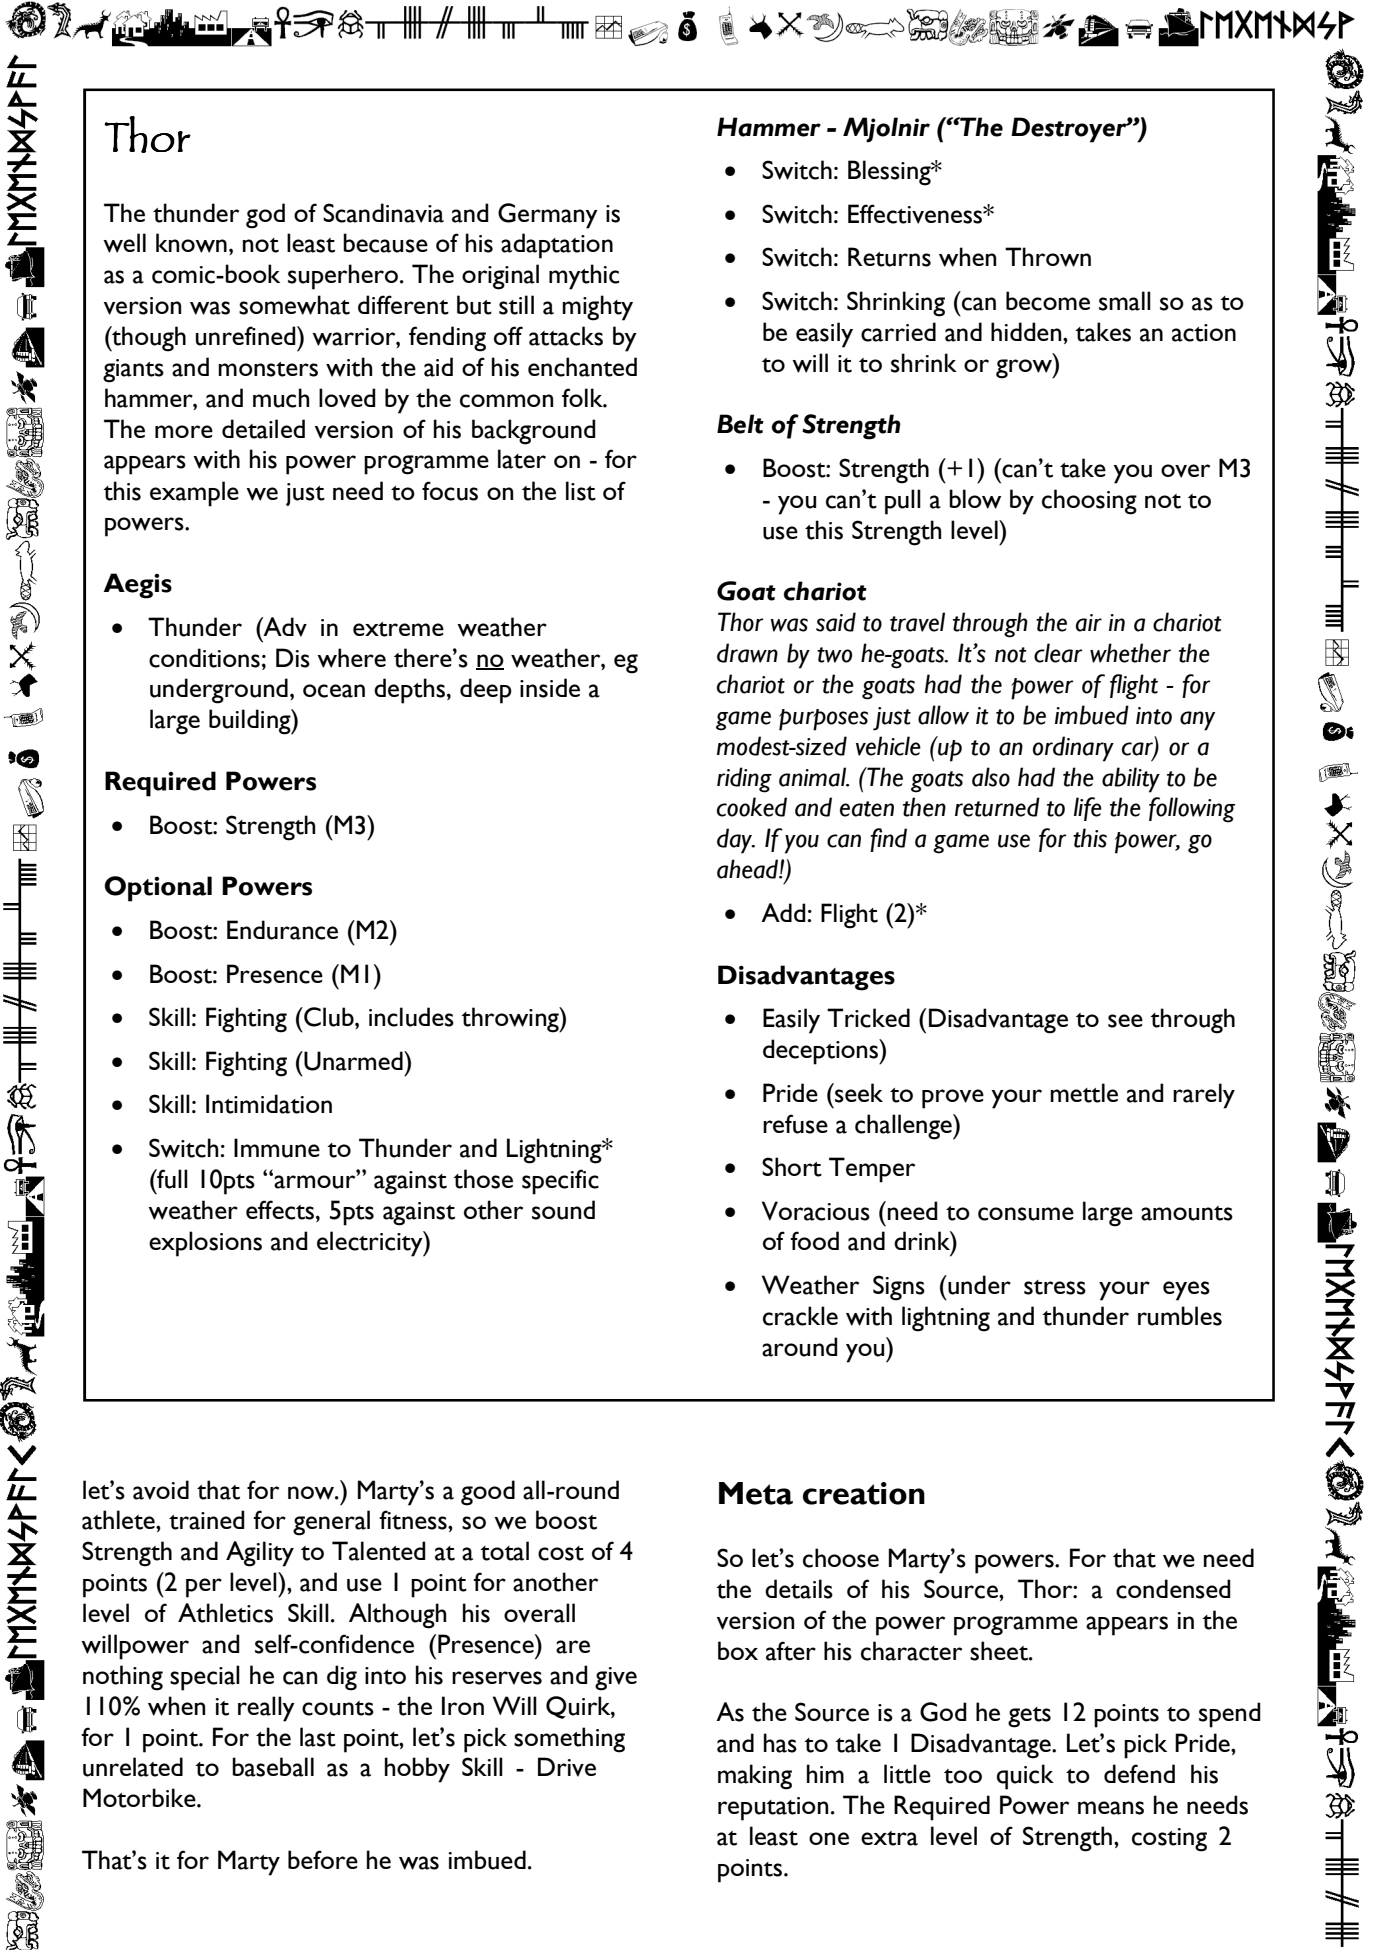 Thor
The thunder god of Scandinavia and Germany is
well known, not least because of his adaptation
as a comic-book superhero. The original mythic
version was somewhat different but still a mighty
(though unrefined) warrior, fending off attacks by
giants and monsters with the aid of his enchanted
hammer, and much loved by the common folk.
The more detailed version of his background
appears with his power programme later on - for
this example we just need to focus on the list of
powers.
Aegis
• Thunder (Adv in extreme weather
conditions; Dis where there's no weather, eg
underground, ocean depths, deep inside a
large building)
Required Powers
• Boost: Strength (M3)
Optional Powers
• Boost: Endurance (M2)
• Boost: Presence (M1)
• Skill: Fighting (Club, includes throwing)
• Skill: Fighting (Unarmed)
• Skill: Intimidation
• Switch: Immune to Thunder and Lightning*
(full 10pts “armour” against those specific
weather effects, 5pts against other sound
explosions and electricity)
Hammer - Mjolnir (“The Destroyer”)
• Switch: Blessing*
• Switch: Effectiveness*
• Switch: Returns when Thrown
• Switch: Shrinking (can become small so as to
be easily carried and hidden, takes an action
to will it to shrink or grow)
Belt of Strength
• Boost: Strength (+1) (can't take you over M3
- you can't pull a blow by choosing not to
use this Strength level)
Goat chariot
Thor was said to travel through the air in a chariot
drawn by two he-goats. It's not clear whether the
chariot or the goats had the power of flight - for
game purposes just allow it to be imbued into any
modest-sized vehicle (up to an ordinary car) or a
riding animal. (The goats also had the ability to be
cooked and eaten then returned to life the following
day. If you can find a game use for this power, go
ahead!)
• Add: Flight (2)*
Disadvantages
• Easily Tricked (Disadvantage to see through
deceptions)
• Pride (seek to prove your mettle and rarely
refuse a challenge)
• Short Temper
• Voracious (need to consume large amounts
of food and drink)
• Weather Signs (under stress your eyes
crackle with lightning and thunder rumbles
around you)
let's avoid that for now.) Marty's a good all-round
athlete, trained for general fitness, so we boost
Strength and Agility to Talented at a total cost of 4
points (2 per level), and use 1 point for another
level of Athletics Skill. Although his overall
willpower and self-confidence (Presence) are
nothing special he can dig into his reserves and give
110% when it really counts - the Iron Will Quirk,
for 1 point. For the last point, let's pick something
unrelated to baseball as a hobby Skill - Drive
Motorbike.
That's it for Marty before he was imbued.
Meta creation
So let's choose Marty's powers. For that we need
the details of his Source, Thor: a condensed
version of the power programme appears in the
box after his character sheet.
As the Source is a God he gets 12 points to spend
and has to take 1 Disadvantage. Let's pick Pride,
making him a little too quick to defend his
reputation. The Required Power means he needs
at least one extra level of Strength, costing 2
points.